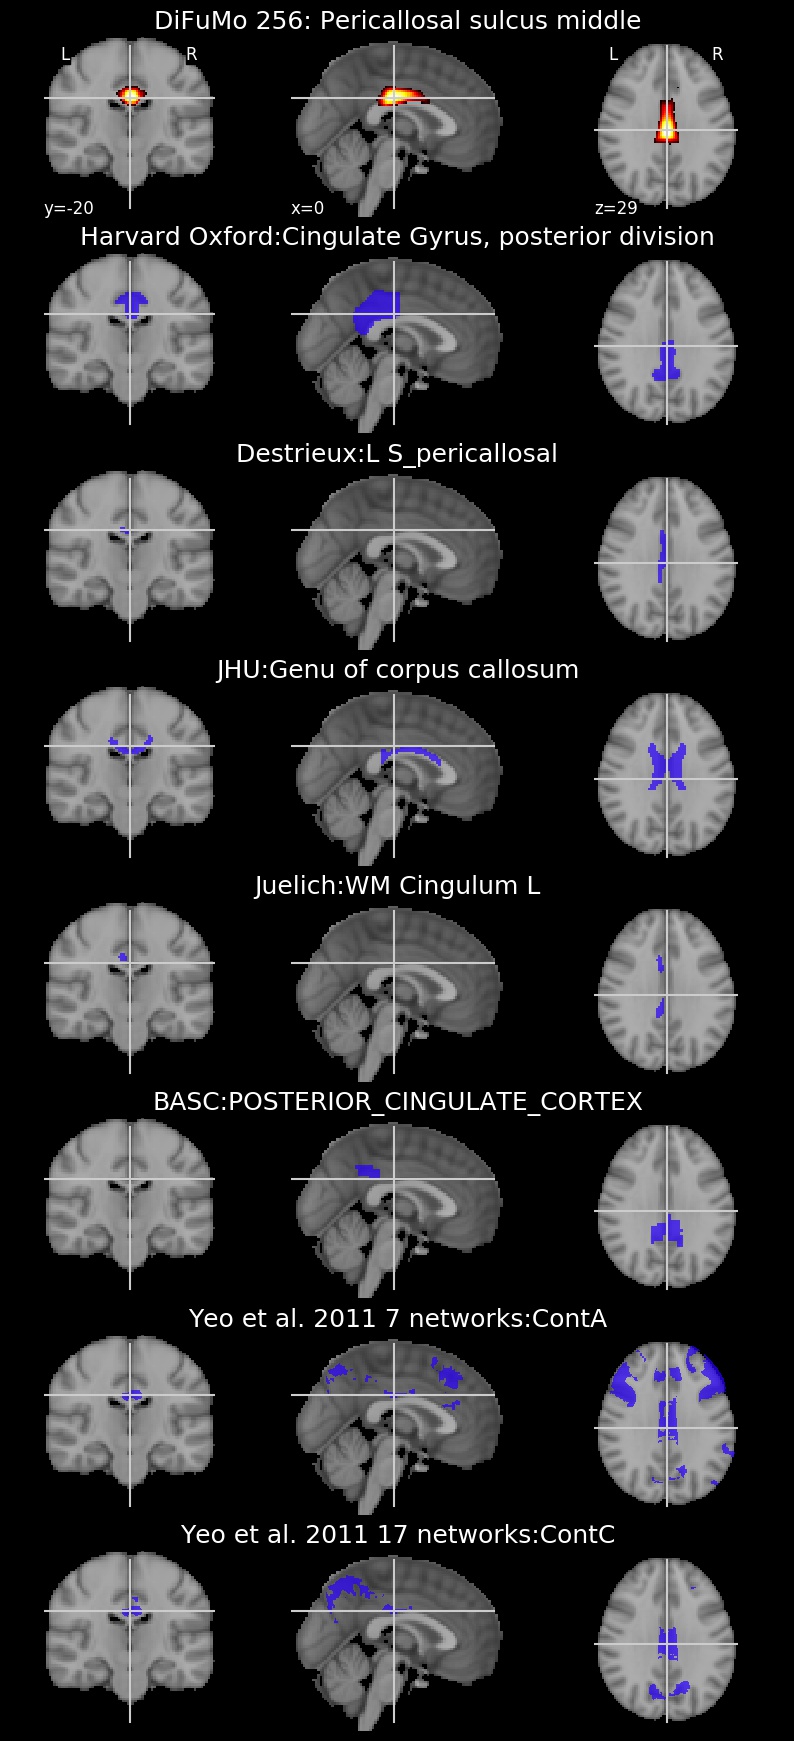 DiFuMo 256: Pericallosal sulcus middle
L R L R
y=-20 x=0 z=29
Harvard Oxford:Cingulate Gyrus, posterior division
Destrieux:L S_pericallosal
JHU:Genu of corpus callosum
Juelich:WM Cingulum L
BASC:POSTERIOR_CINGULATE_CORTEX
Yeo et al. 2011 7 networks:ContA
Yeo et al. 2011 17 networks:ContC